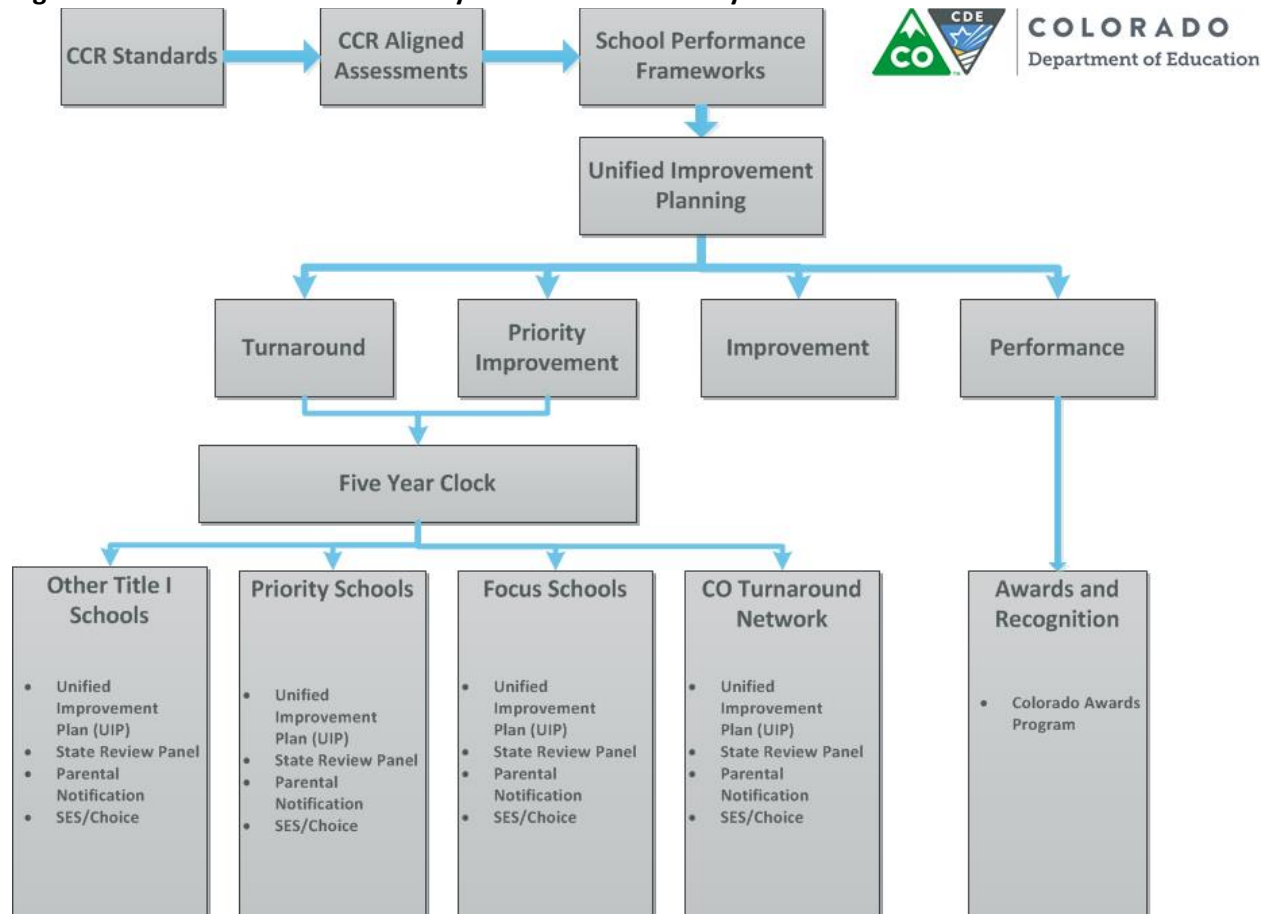 CCR Standards
CCR Aligned
Assessments
School Performance
Frameworks
CO
CDE
COLORADO
Department of Education
Unified Improvement
Planning
Turnaround
Priority
Improvement
Improvement
Performance
Five Year Clock
Other Title I
Schools
• Unified
Improvement
Plan (UIP)
• State Review Panel
• Parental
Notification
• SES/Choice
Priority Schools
• Unified
Improvement
Plan (UIP)
• State Review Panel
• Parental
Notification
• SES/Choice
Focus Schools
• Unified
Improvement
Plan (UIP)
• State Review Panel
• Parental
Notification
• SES/Choice
CO Turnaround
Network
• Unified
Improvement
Plan (UIP)
• State Review Panel
• Parental
Notification
• SES/Choice
Awards and
Recognition
• Colorado Awards
Program